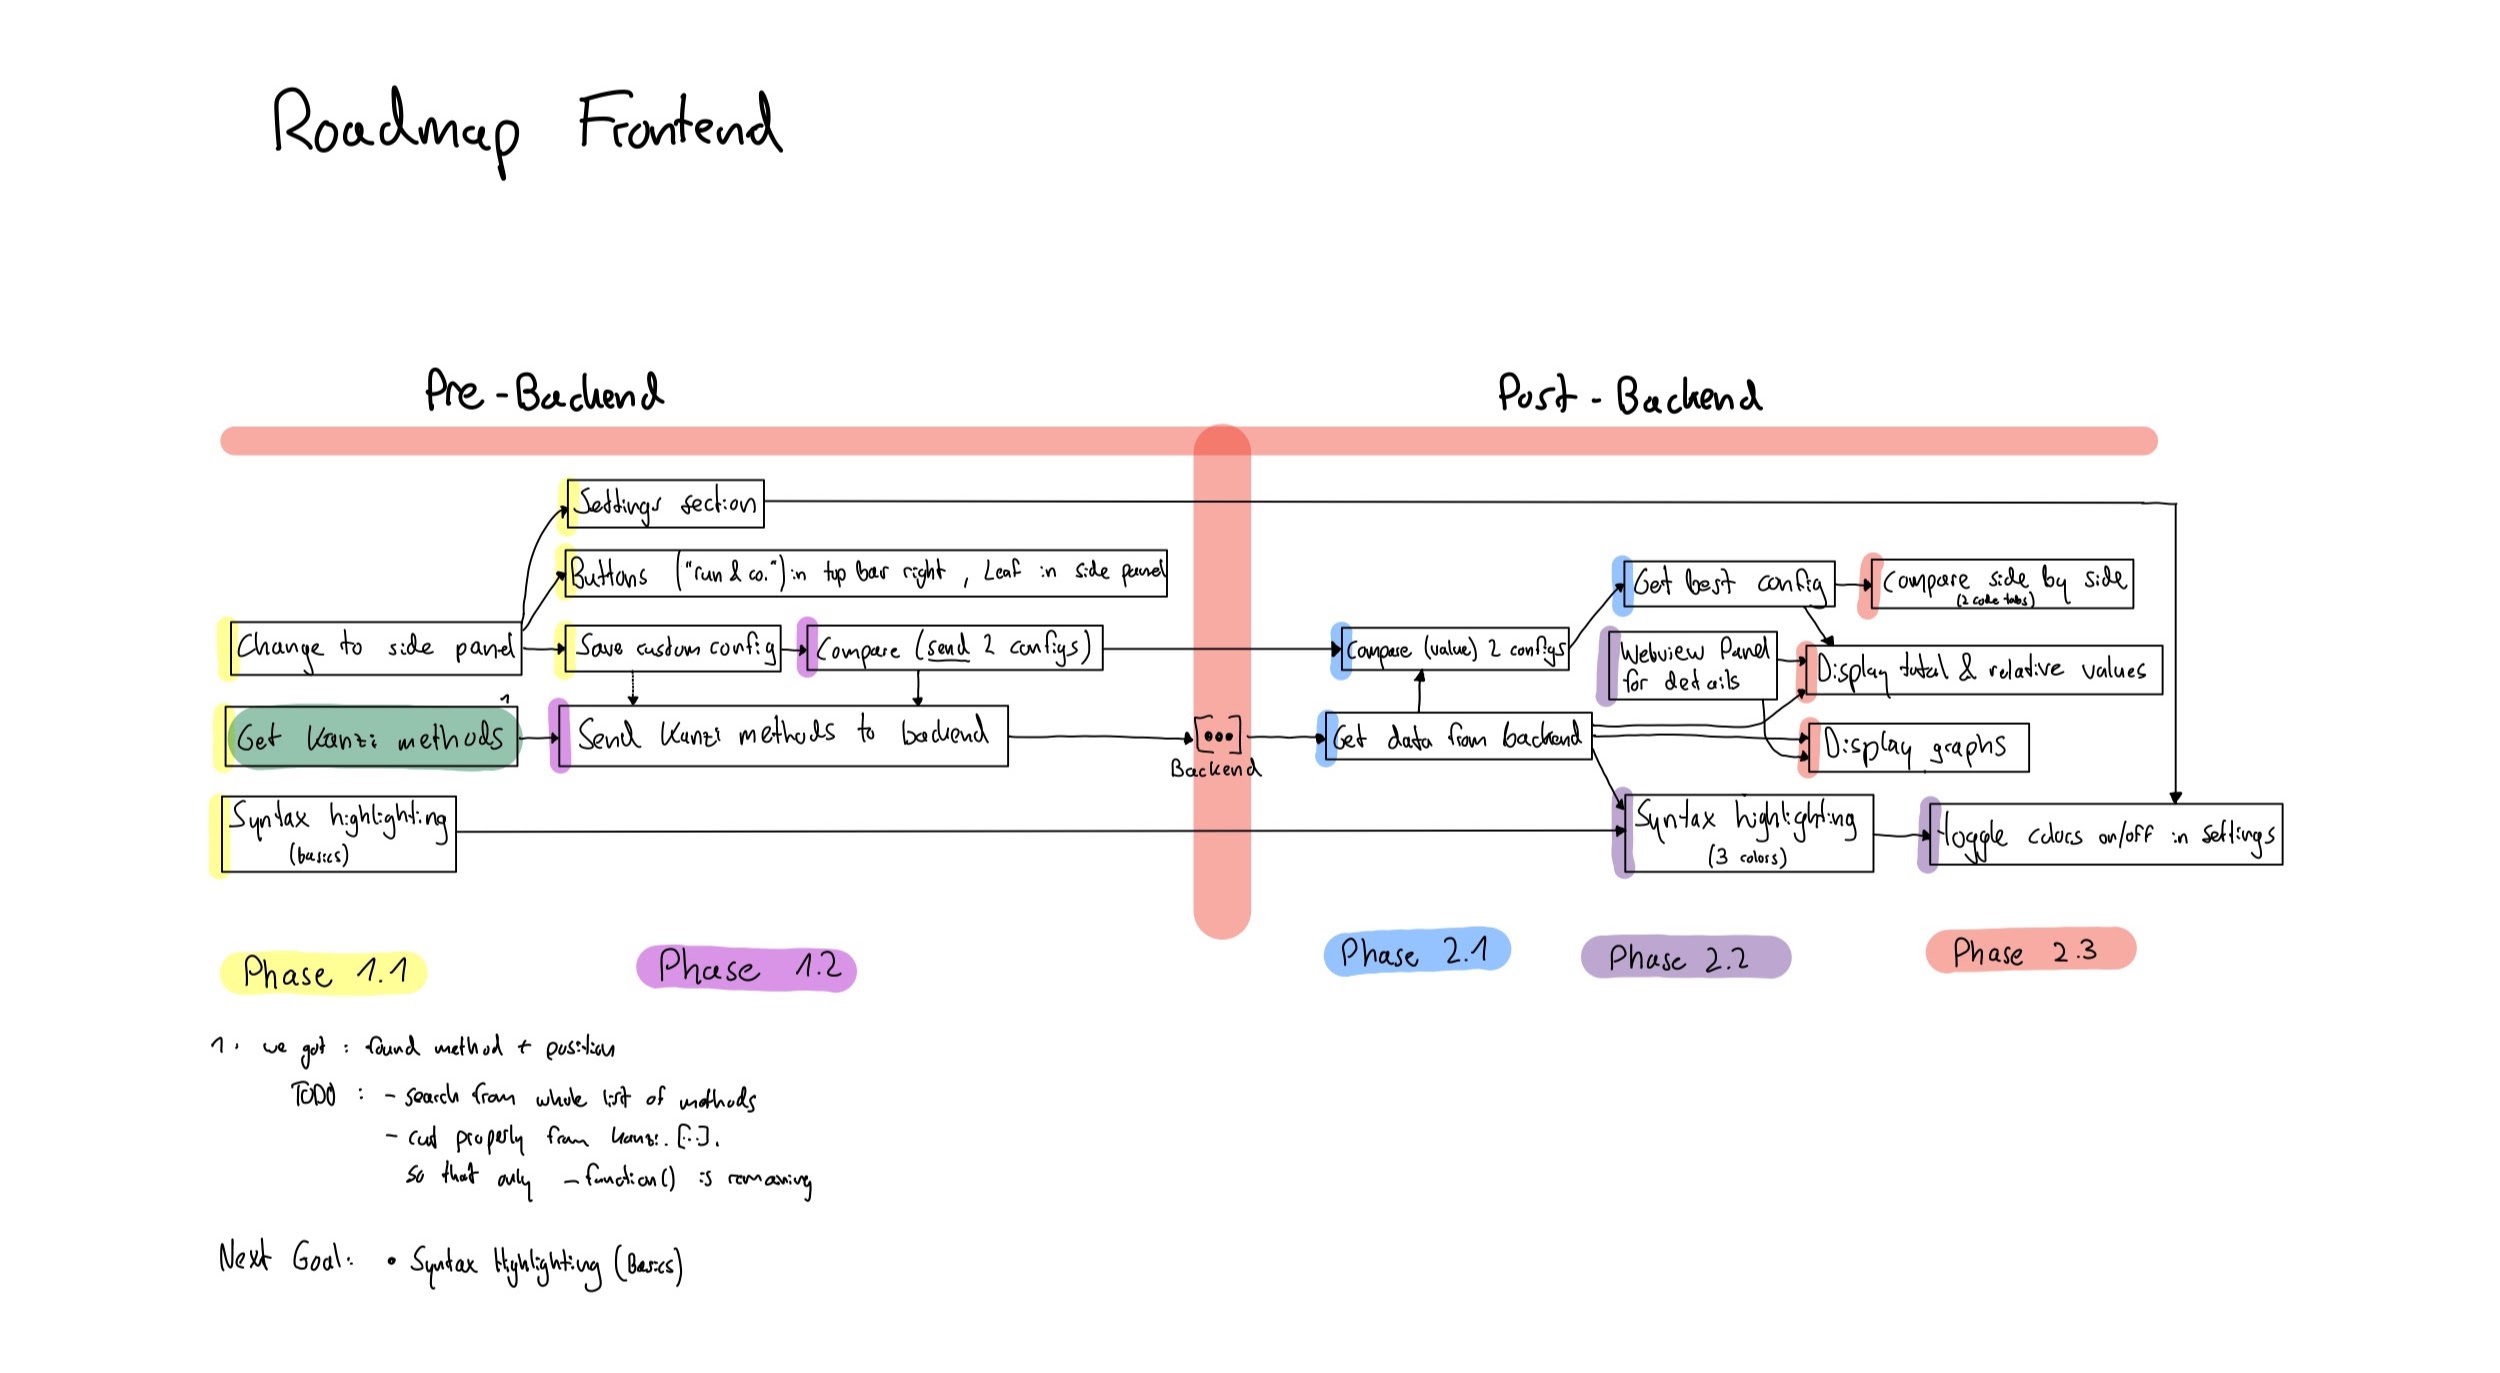 Roadmap Frontend
Pre-Backend
Post-Backend
Settings section
Buttons ("run & co.") in top bar right, Leaf in side panel
Change to side panel
Save custom config
Compare (send 2 configs)
Get Kanzi methods 1
Send Kanzi methods to backend
Syntax highlighting
(basics)
[...]
Backend
Compare (value) 2 configs
Get data from backend
Get best config
Compare side by side
(2 code tabs)
Webview Panel
for details
Display total & relative values
Display graphs
Syntax highlighting
(3 colors)
Toggle colors on/off in settings
Phase 1.1
Phase 1.2
Phase 2.1
Phase 2.2
Phase 2.3
1. we got: found method + position
TODO: - search from whole list of methods
- cut properly from kanzi.[...].
so that only _function() is remaining
Next Goal: • Syntax Highlighting (Basics)